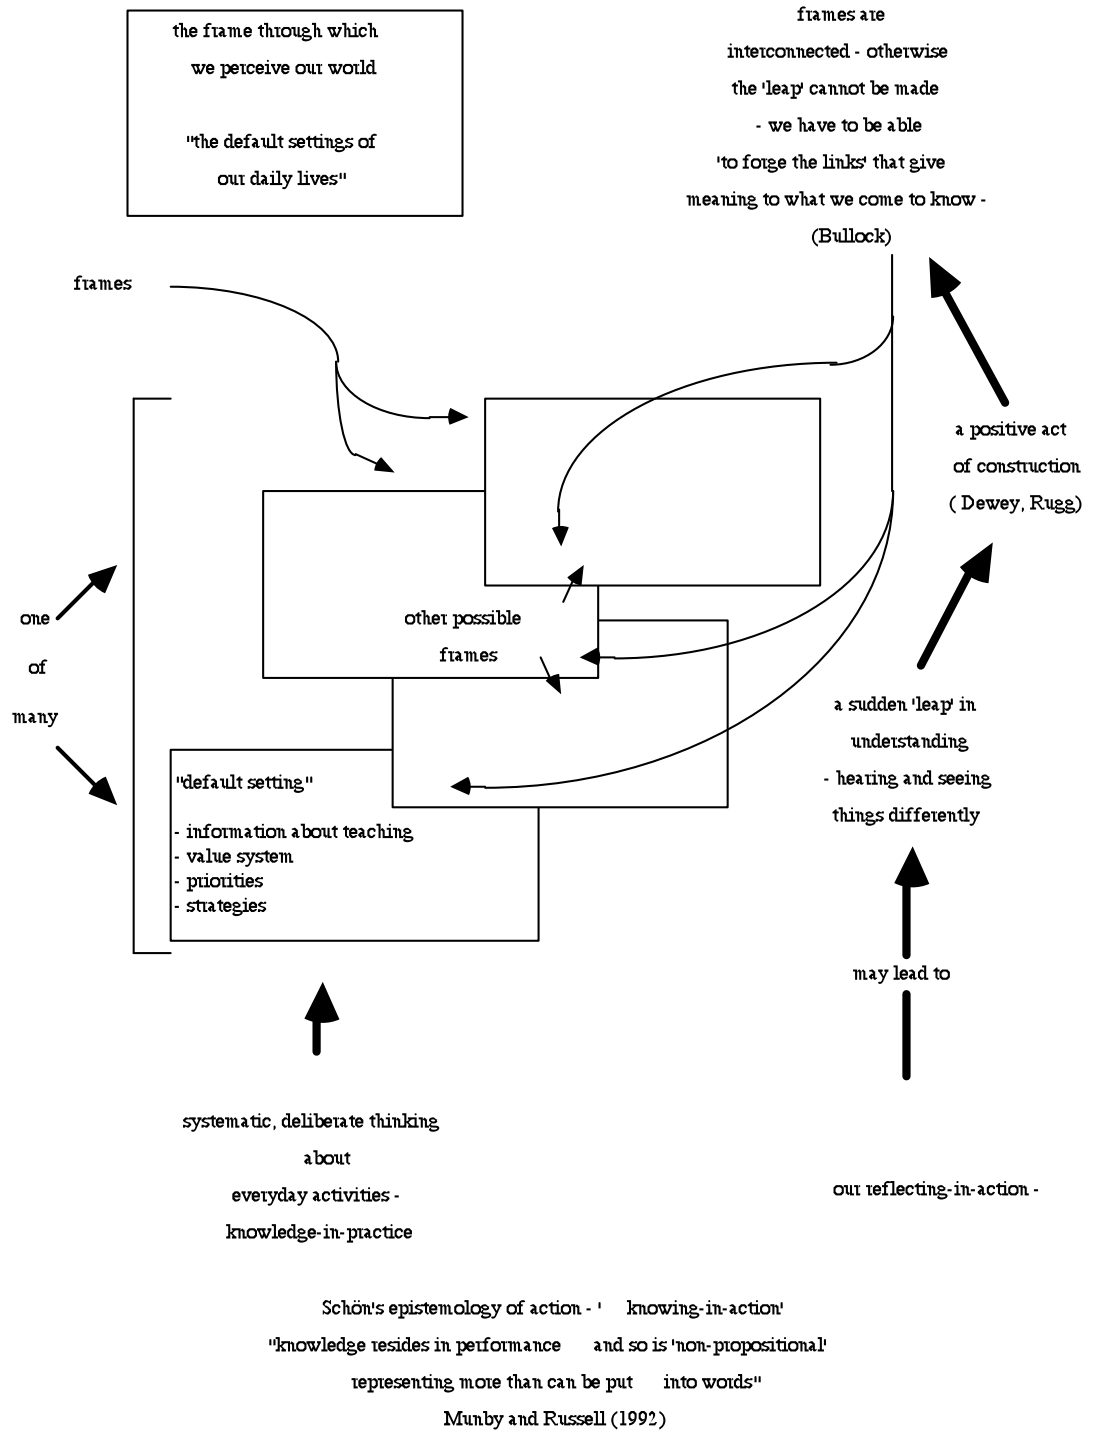 the frame through which
we perceive our world
"the default settings of
our daily lives"
frames are
interconnected - otherwise
the 'leap' cannot be made
- we have to be able
'to forge the links' that give
meaning to what we come to know -
(Bullock)
frames
a positive act
of construction
( Dewey, Rugg)
one
of
many
other possible
frames
a sudden 'leap' in
understanding
- hearing and seeing
things differently
"default setting"
- information about teaching
- value system
- priorities
- strategies
may lead to
systematic, deliberate thinking
about
everyday activities -
knowledge-in-practice
our reflecting-in-action -
Schön's epistemology of action - ' knowing-in-action'
"knowledge resides in performance and so is 'non-propositional'
representing more than can be put into words"
Munby and Russell (1992)